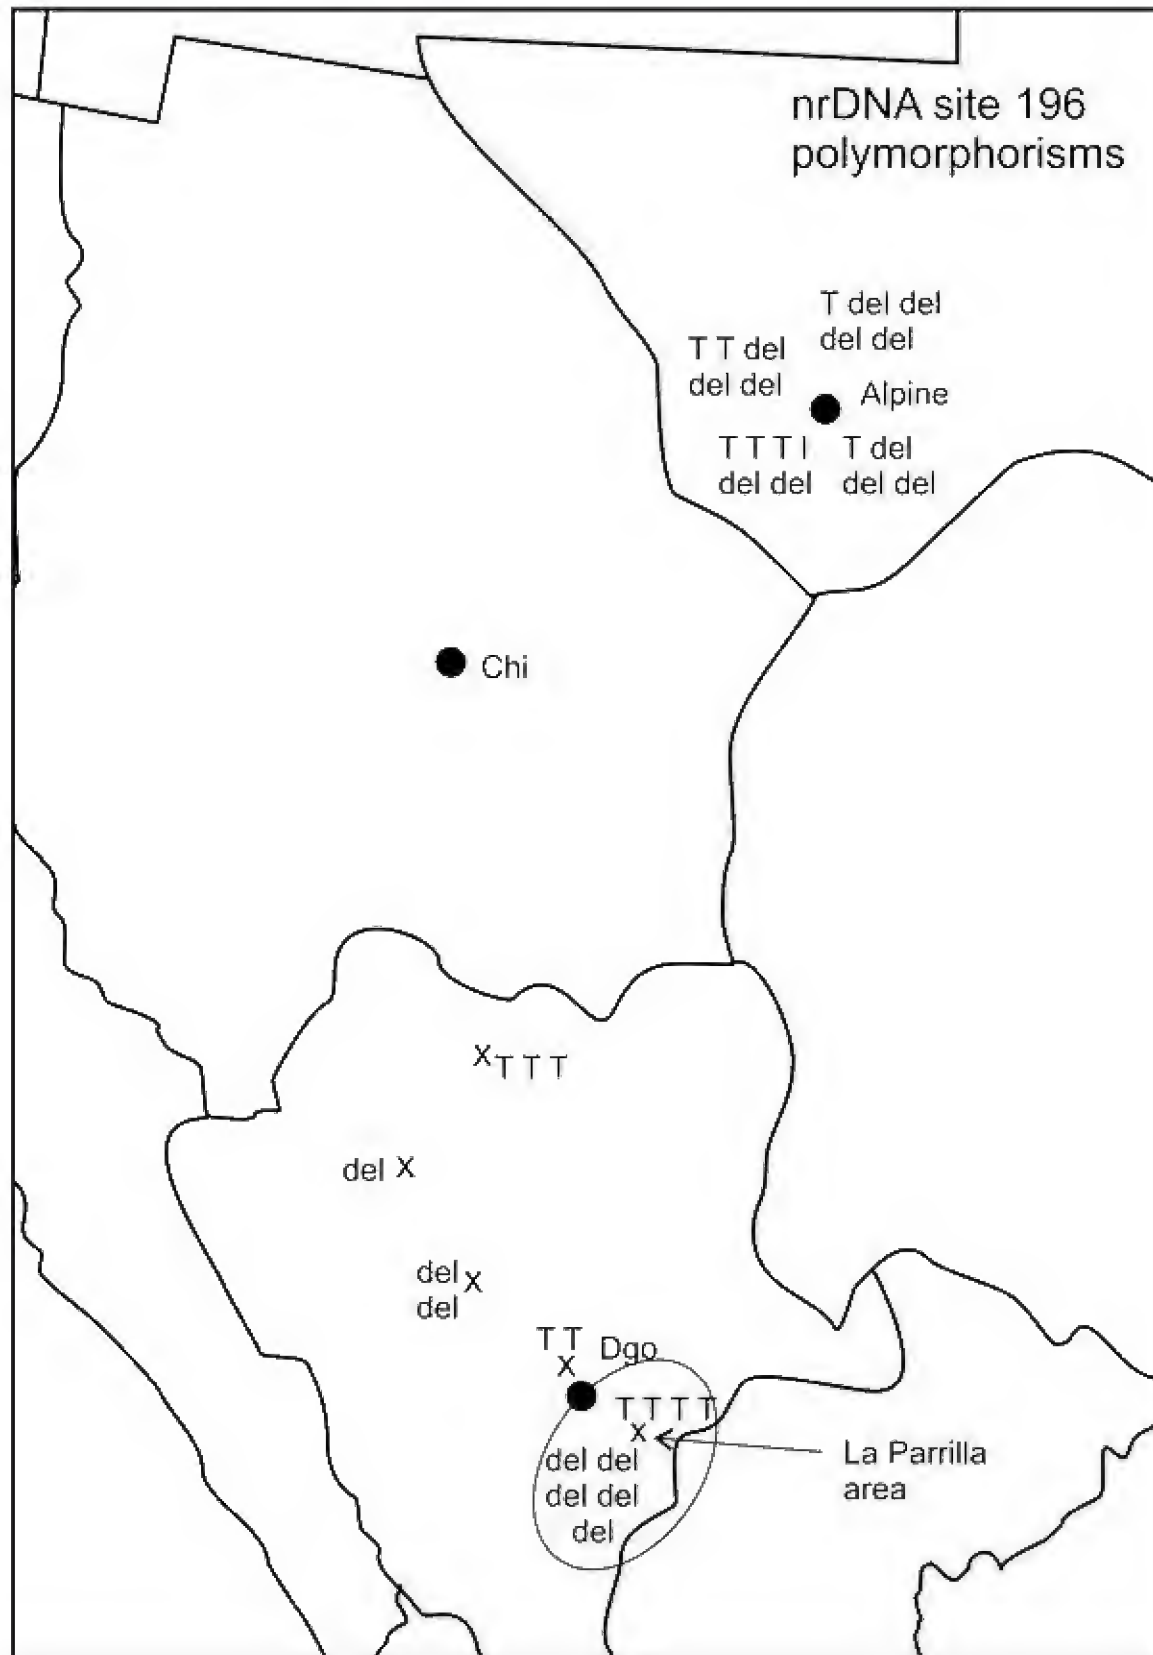 nrDNA site 196
polymorphorisms
T del del
del del
T T del
del del
Alpine
T T T I
del del
T del
del del
Chi
X T T T
del X
del X
del
T T
X
Dgo
T T T T
X
del del
del del
del
La Parrilla
area